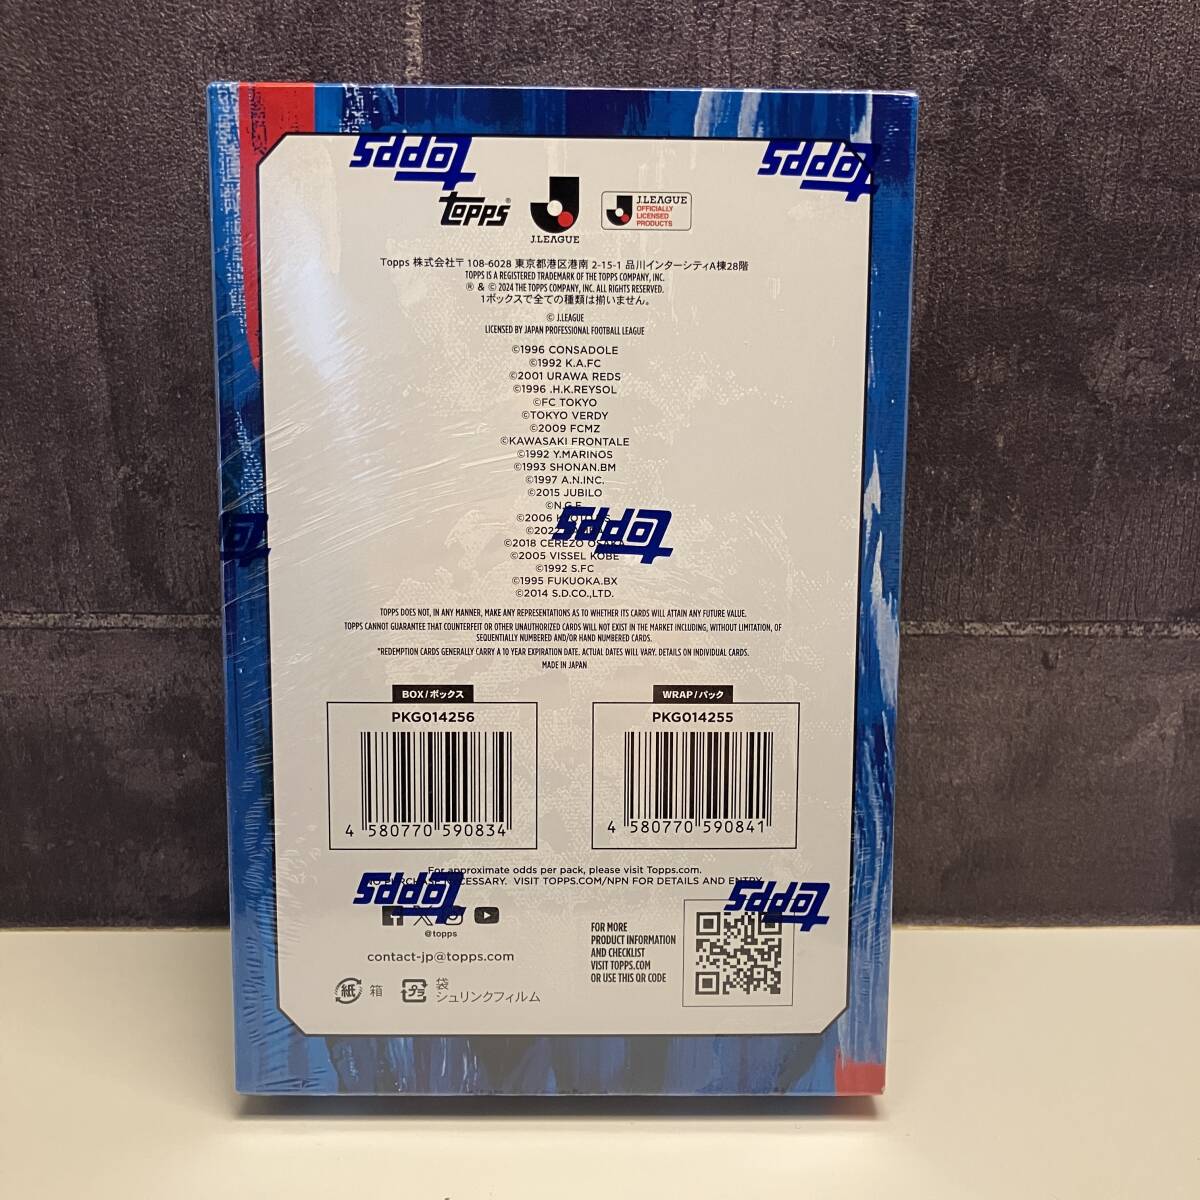 Topps
Topps
Topps®
J.LEAGUE
J.LEAGUE
OFFICIALLY
LICENSED
PRODUCTS
Topps 株式会社〒108-6028 東京都港区港南 2-15-1 品川インターシティA棟28階
TOPPS IS A REGISTERED TRADEMARK OF THE TOPPS COMPANY, INC.
® & © 2024 THE TOPPS COMPANY, INC. ALL RIGHTS RESERVED.
1ボックスで全ての種類は揃いません。
© J.LEAGUE
LICENSED BY JAPAN PROFESSIONAL FOOTBALL LEAGUE
©1996 CONSADOLE
©1992 K.A.FC
©2001 URAWA REDS
©1996 .H.K.REYSOL
©FC TOKYO
©TOKYO VERDY
©2009 FCMZ
©KAWASAKI FRONTALE
©1992 Y.MARINOS
©1993 SHONAN.BM
©1997 A.N.INC.
©2015 JUBILO
©N.G.E.
©2006
Topps
©2018 CEREZO OSAKA
©2005 VISSEL KOBE
©1992 S.FC
©1995 FUKUOKA.BX
©2014 S.D.CO.,LTD.
Topps
TOPPS DOES NOT, IN ANY MANNER, MAKE ANY REPRESENTATIONS AS TO WHETHER ITS CARDS WILL ATTAIN ANY FUTURE VALUE.
TOPPS CANNOT GUARANTEE THAT COUNTERFEIT OR OTHER UNAUTHORIZED CARDS WILL NOT EXIST IN THE MARKET INCLUDING, WITHOUT LIMITATION, OF
SEQUENTIALLY NUMBERED AND/OR HAND NUMBERED CARDS.
*REDEMPTION CARDS GENERALLY CARRY A 10 YEAR EXPIRATION DATE. ACTUAL DATES WILL VARY. DETAILS ON INDIVIDUAL CARDS.
MADE IN JAPAN
BOX/ボックス
PKG014256
4 580770 590834
WRAP/パック
PKG014255
4 580770 590841
For approximate odds per pack, please visit Topps.com.
VISIT TOPPS.COM/NPN FOR DETAILS AND ENTRY.
Topps
Topps
@topps
contact-jp@topps.com
紙 箱
プラ 袋
シュリンクフィルム
FOR MORE
PRODUCT INFORMATION
AND CHECKLIST
VISIT TOPPS.COM
OR USE THIS QR CODE